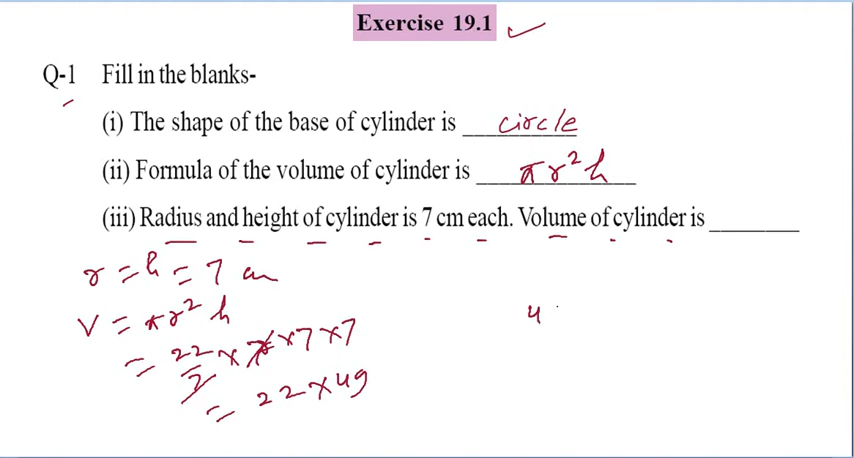 Exercise 19.1
Q-1 Fill in the blanks-
(i) The shape of the base of cylinder is circle
(ii) Formula of the volume of cylinder is πr²h
(iii) Radius and height of cylinder is 7 cm each. Volume of cylinder is ________
r = h = 7 cm
V = πr²h
= 22/7 × 7 × 7 × 7
= 22 × 49
4